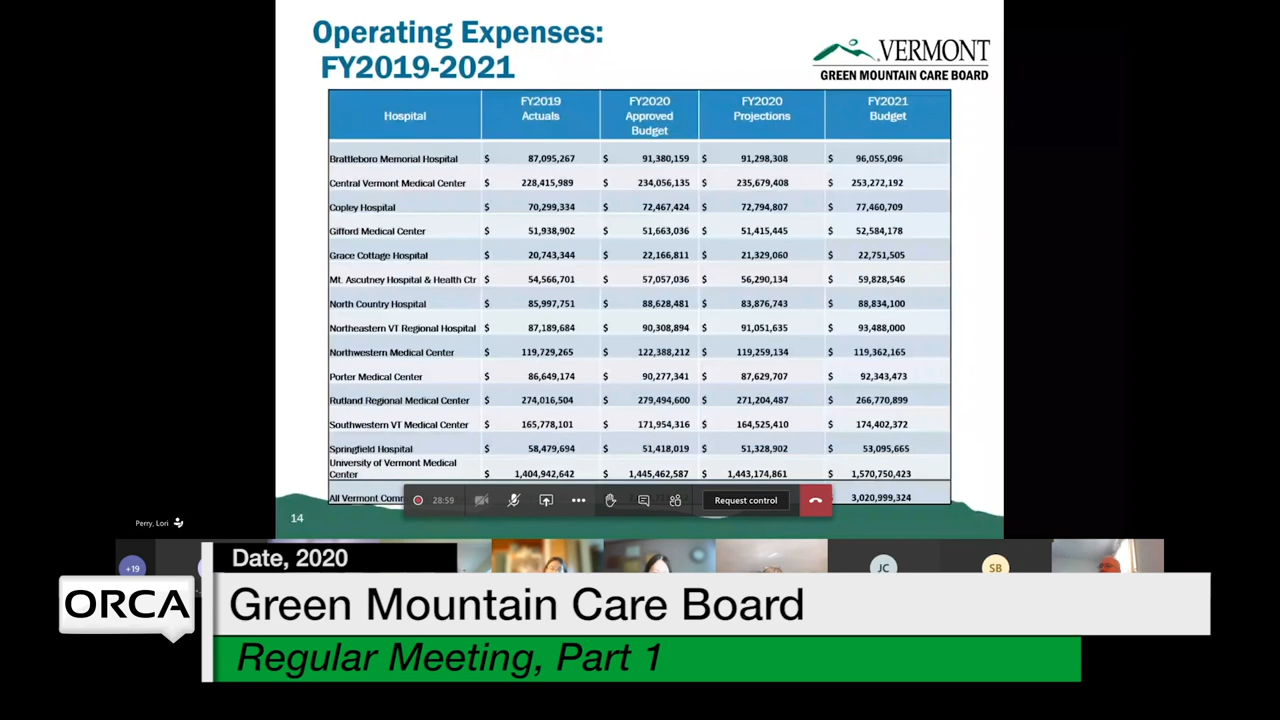 Operating Expenses:
FY2019-2021
VERMONT
GREEN MOUNTAIN CARE BOARD
Hospital FY2019 Actuals FY2020 Approved Budget FY2020 Projections FY2021 Budget
Brattleboro Memorial Hospital $ 87,095,267 $ 91,380,159 $ 91,298,308 $ 96,055,096
Central Vermont Medical Center $ 228,415,989 $ 234,056,135 $ 235,679,408 $ 253,272,192
Copley Hospital $ 70,299,334 $ 72,467,424 $ 72,794,807 $ 77,460,709
Gifford Medical Center $ 51,938,902 $ 51,663,036 $ 51,415,445 $ 52,584,178
Grace Cottage Hospital $ 20,743,344 $ 22,166,811 $ 21,329,060 $ 22,751,505
Mt. Ascutney Hospital & Health Ctr $ 54,566,701 $ 57,057,036 $ 56,290,134 $ 59,828,546
North Country Hospital $ 85,997,751 $ 88,628,481 $ 83,876,743 $ 88,834,100
Northeastern VT Regional Hospital $ 87,189,684 $ 90,308,894 $ 91,051,635 $ 93,488,000
Northwestern Medical Center $ 119,729,265 $ 122,388,212 $ 119,259,134 $ 119,362,165
Porter Medical Center $ 86,649,174 $ 90,277,341 $ 87,629,707 $ 92,343,473
Rutland Regional Medical Center $ 274,016,504 $ 279,494,600 $ 271,204,487 $ 266,770,899
Southwestern VT Medical Center $ 165,778,101 $ 171,954,316 $ 164,525,410 $ 174,402,372
Springfield Hospital $ 58,479,694 $ 51,418,019 $ 51,328,902 $ 53,095,665
University of Vermont Medical
Center $ 1,404,942,642 $ 1,445,462,587 $ 1,443,174,861 $ 1,570,750,423
All Vermont Comm $ 3,020,999,324
28:59 Request control
14
Perry, Lori
+19 JC SB
Date, 2020
ORCA
Green Mountain Care Board
Regular Meeting, Part 1